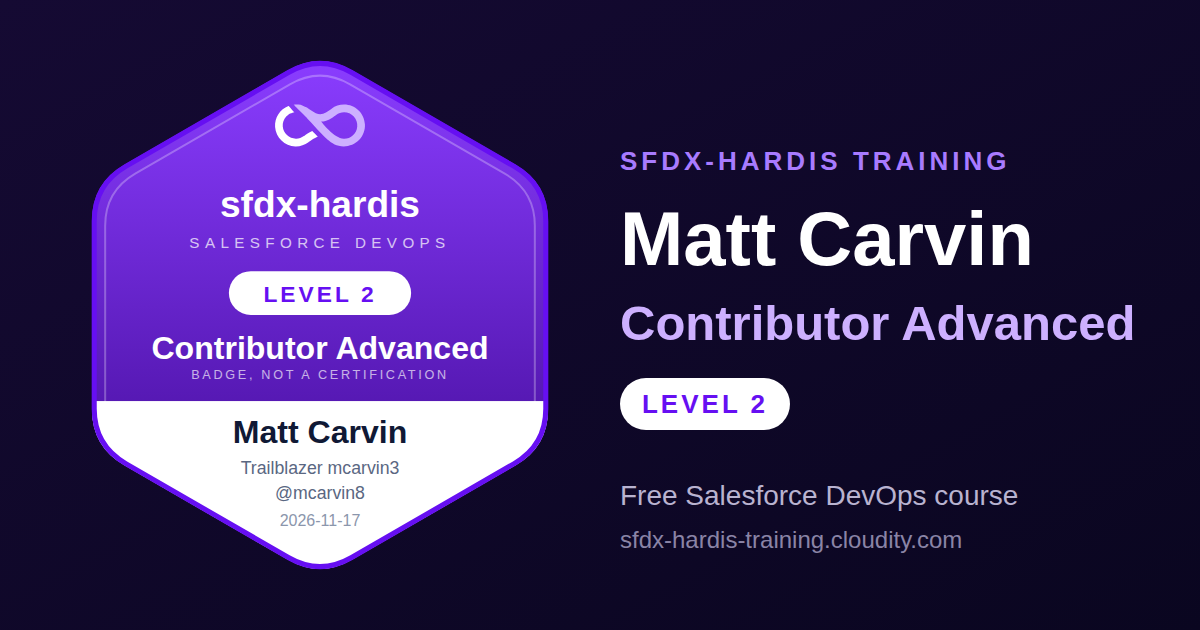 sfdx-hardis
SALESFORCE DEVOPS
LEVEL 2
Contributor Advanced
BADGE, NOT A CERTIFICATION
Matt Carvin
Trailblazer mcarvin3
@mcarvin8
2026-11-17
SFDX-HARDIS TRAINING
Matt Carvin
Contributor Advanced
LEVEL 2
Free Salesforce DevOps course
sfdx-hardis-training.cloudity.com